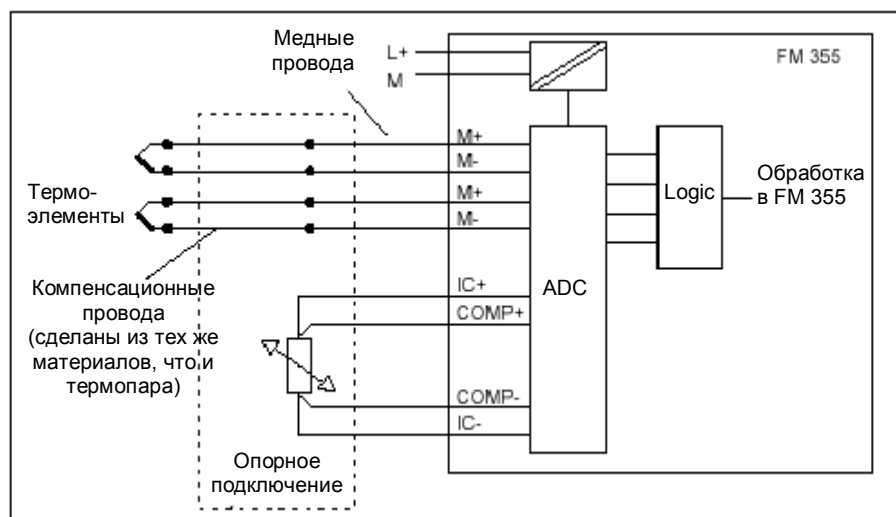 Медные
провода
L+
M
FM 355
M+
M-
M+
M-
Термо-
элементы
Logic
Обработка
в FM 355
Компенсационные
провода
(сделаны из тех же
материалов, что и
термопара)
IC+
COMP+
ADC
COMP-
IC-
Опорное
подключение